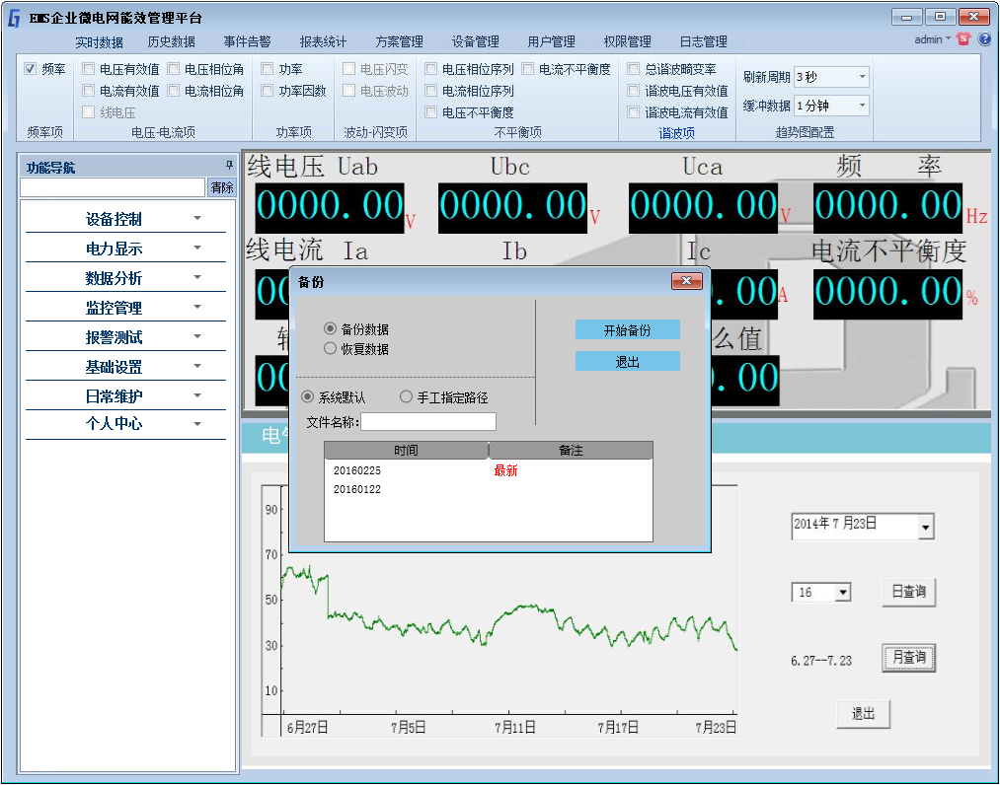 EMS企业微电网能效管理平台
实时数据 历史数据 事件告警 报表统计 方案管理 设备管理 用户管理 权限管理 日志管理 admin
频率 电压有效值 电压相位角 功率 电压闪变 电压相位序列 电流不平衡度 总谐波畸变率 刷新周期 3 秒
电流有效值 电流相位角 功率因数 电压波动 电流相位序列 谐波电压有效值 缓冲数据 1 分钟
线电压 电压不平衡度 谐波电流有效值
频率项 电压-电流项 功率项 波动-闪变项 不平衡项 谐波项 趋势图配置
功能导航
清除
设备控制
电力显示
数据分析
监控管理
报警测试
基础设置
日常维护
个人中心
线电压 Uab Ubc Uca 频 率
0000.00 V 0000.00 V 0000.00 V 0000.00 Hz
线电流 Ia Ib Ic 电流不平衡度
00 .00 A 0000.00 %
么值
00 .00
备份
备份数据
恢复数据
开始备份
退出
系统默认 手工指定路径
文件名称:
时间 备注
20160225 最新
20160122
90
70
50
30
10
6月27日 7月5日 7月11日 7月17日 7月23日
2014年 7 月23日
16 日查询
6.27--7.23 月查询
退出